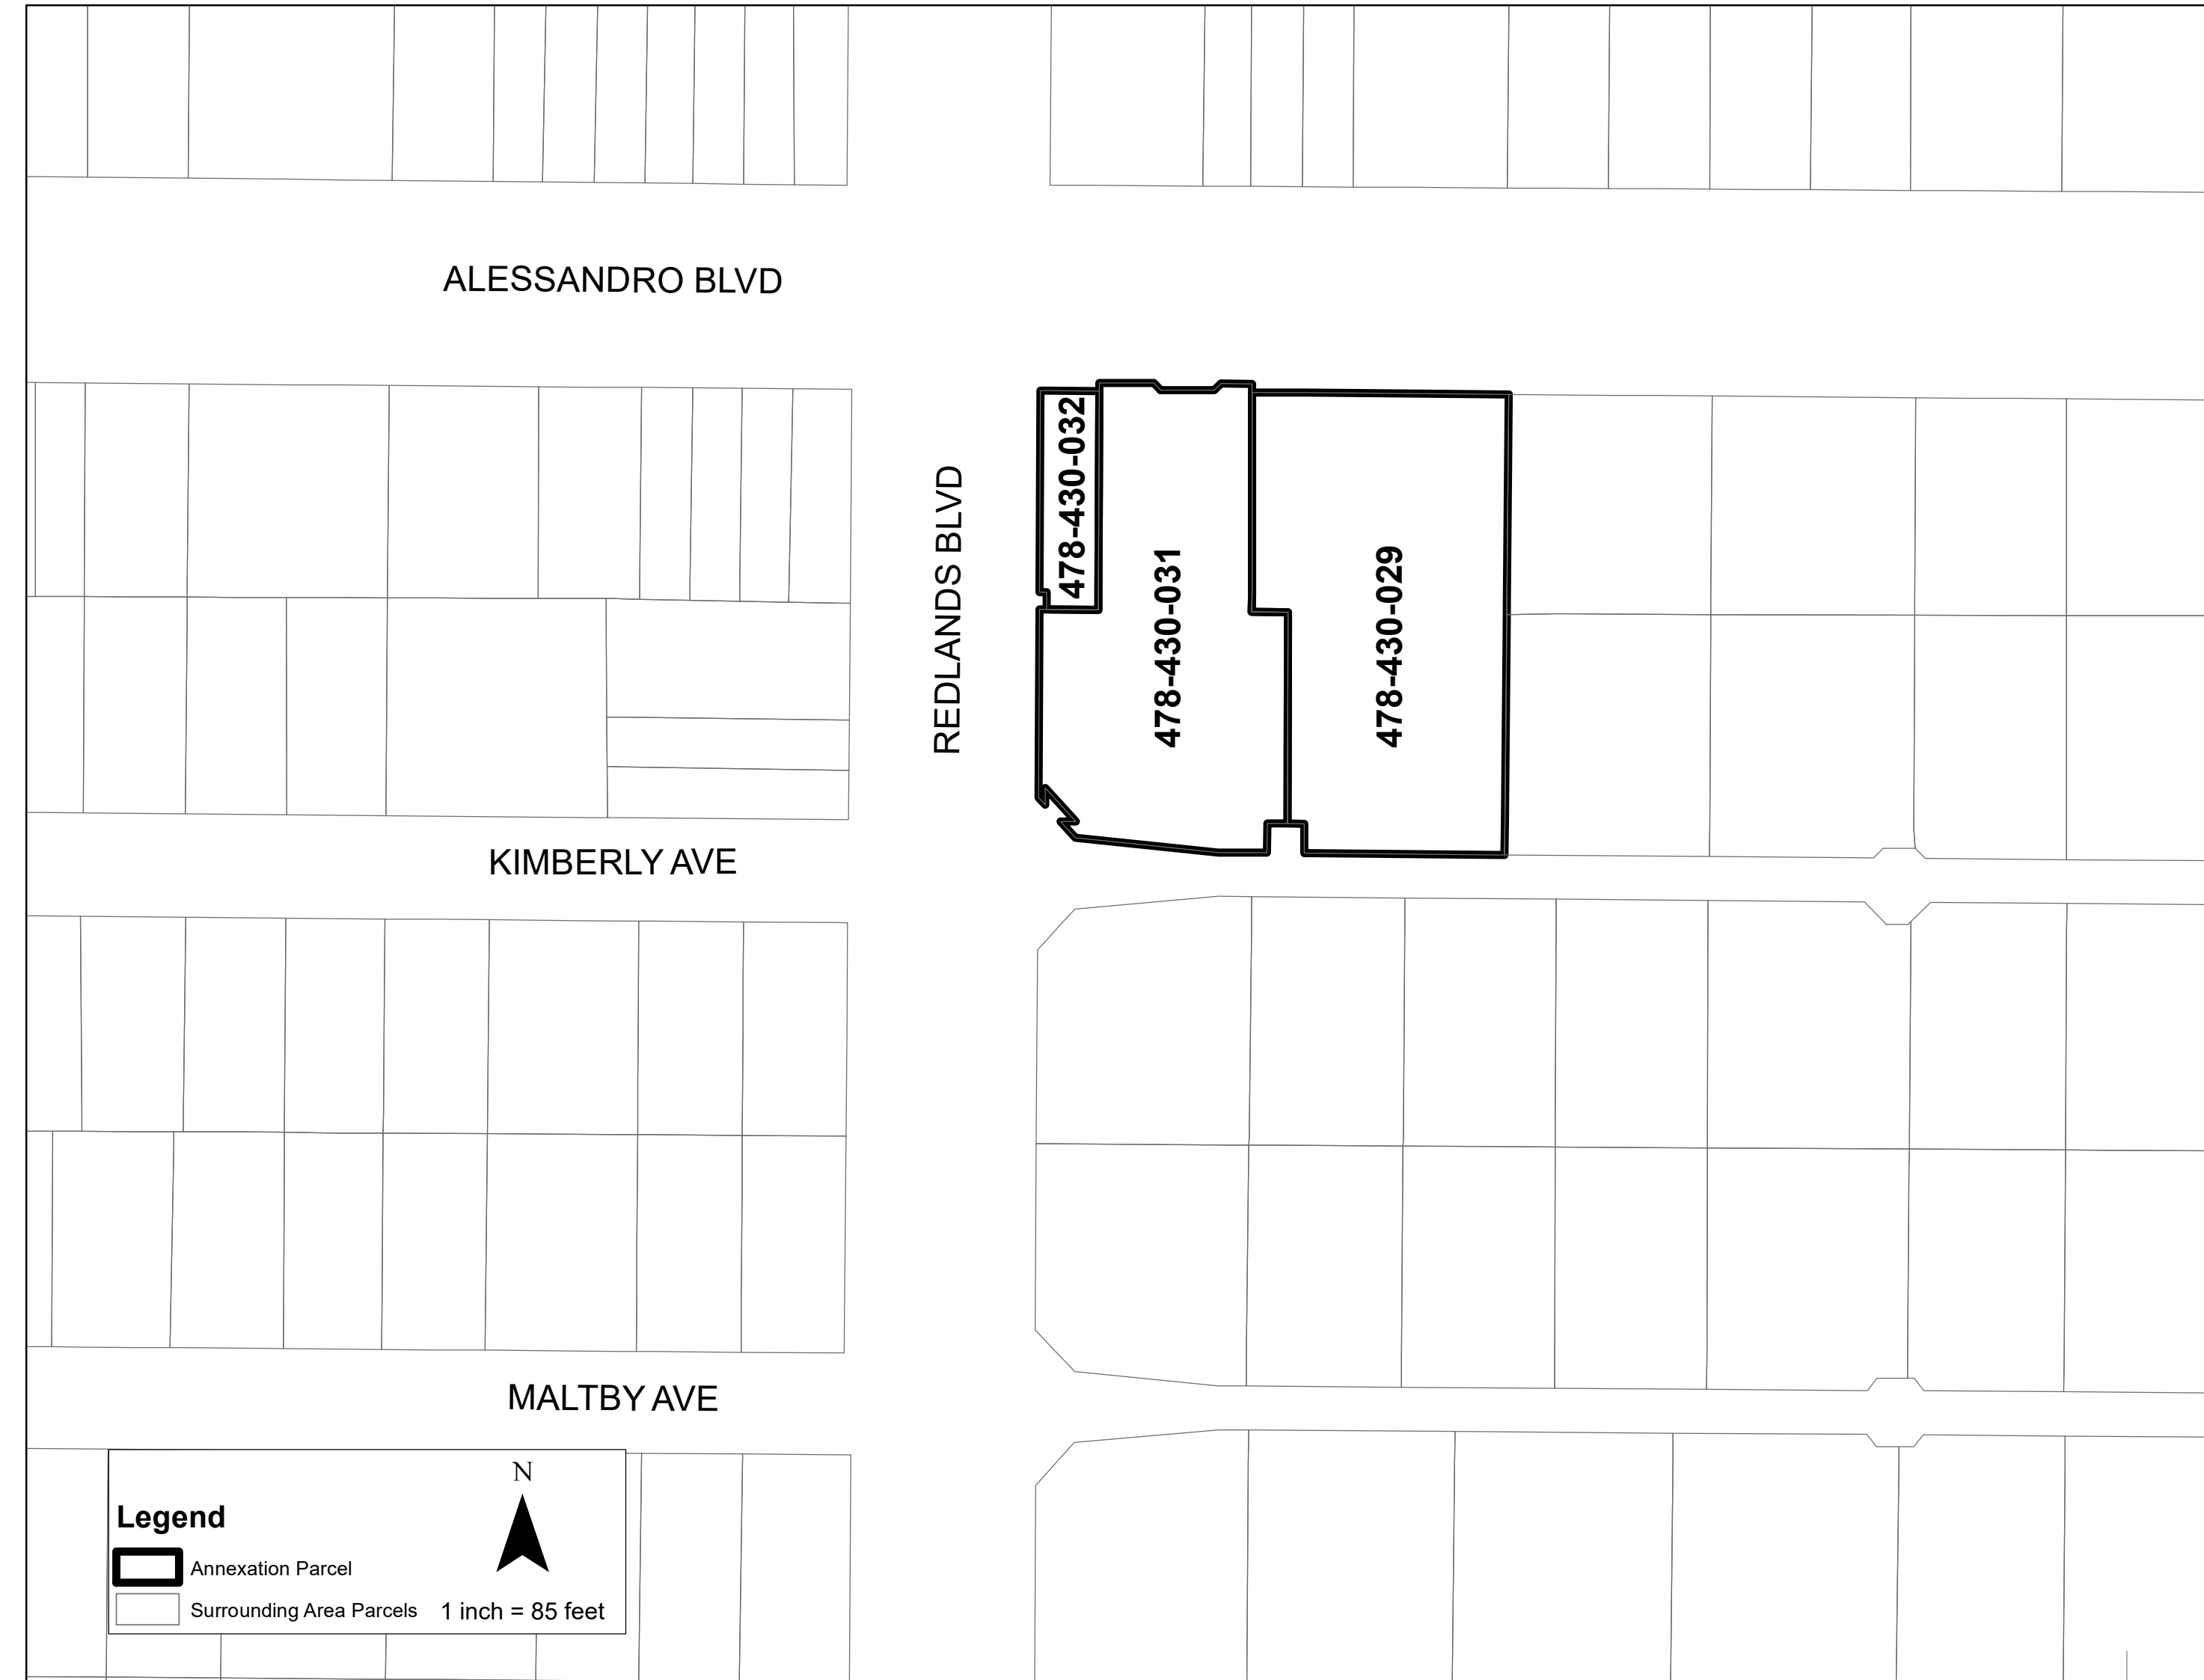 ALESSANDRO BLVD
REDLANDS BLVD
478-430-032
478-430-031
478-430-029
KIMBERLY AVE
MALTBY AVE
N
Legend
Annexation Parcel
Surrounding Area Parcels
1 inch = 85 feet